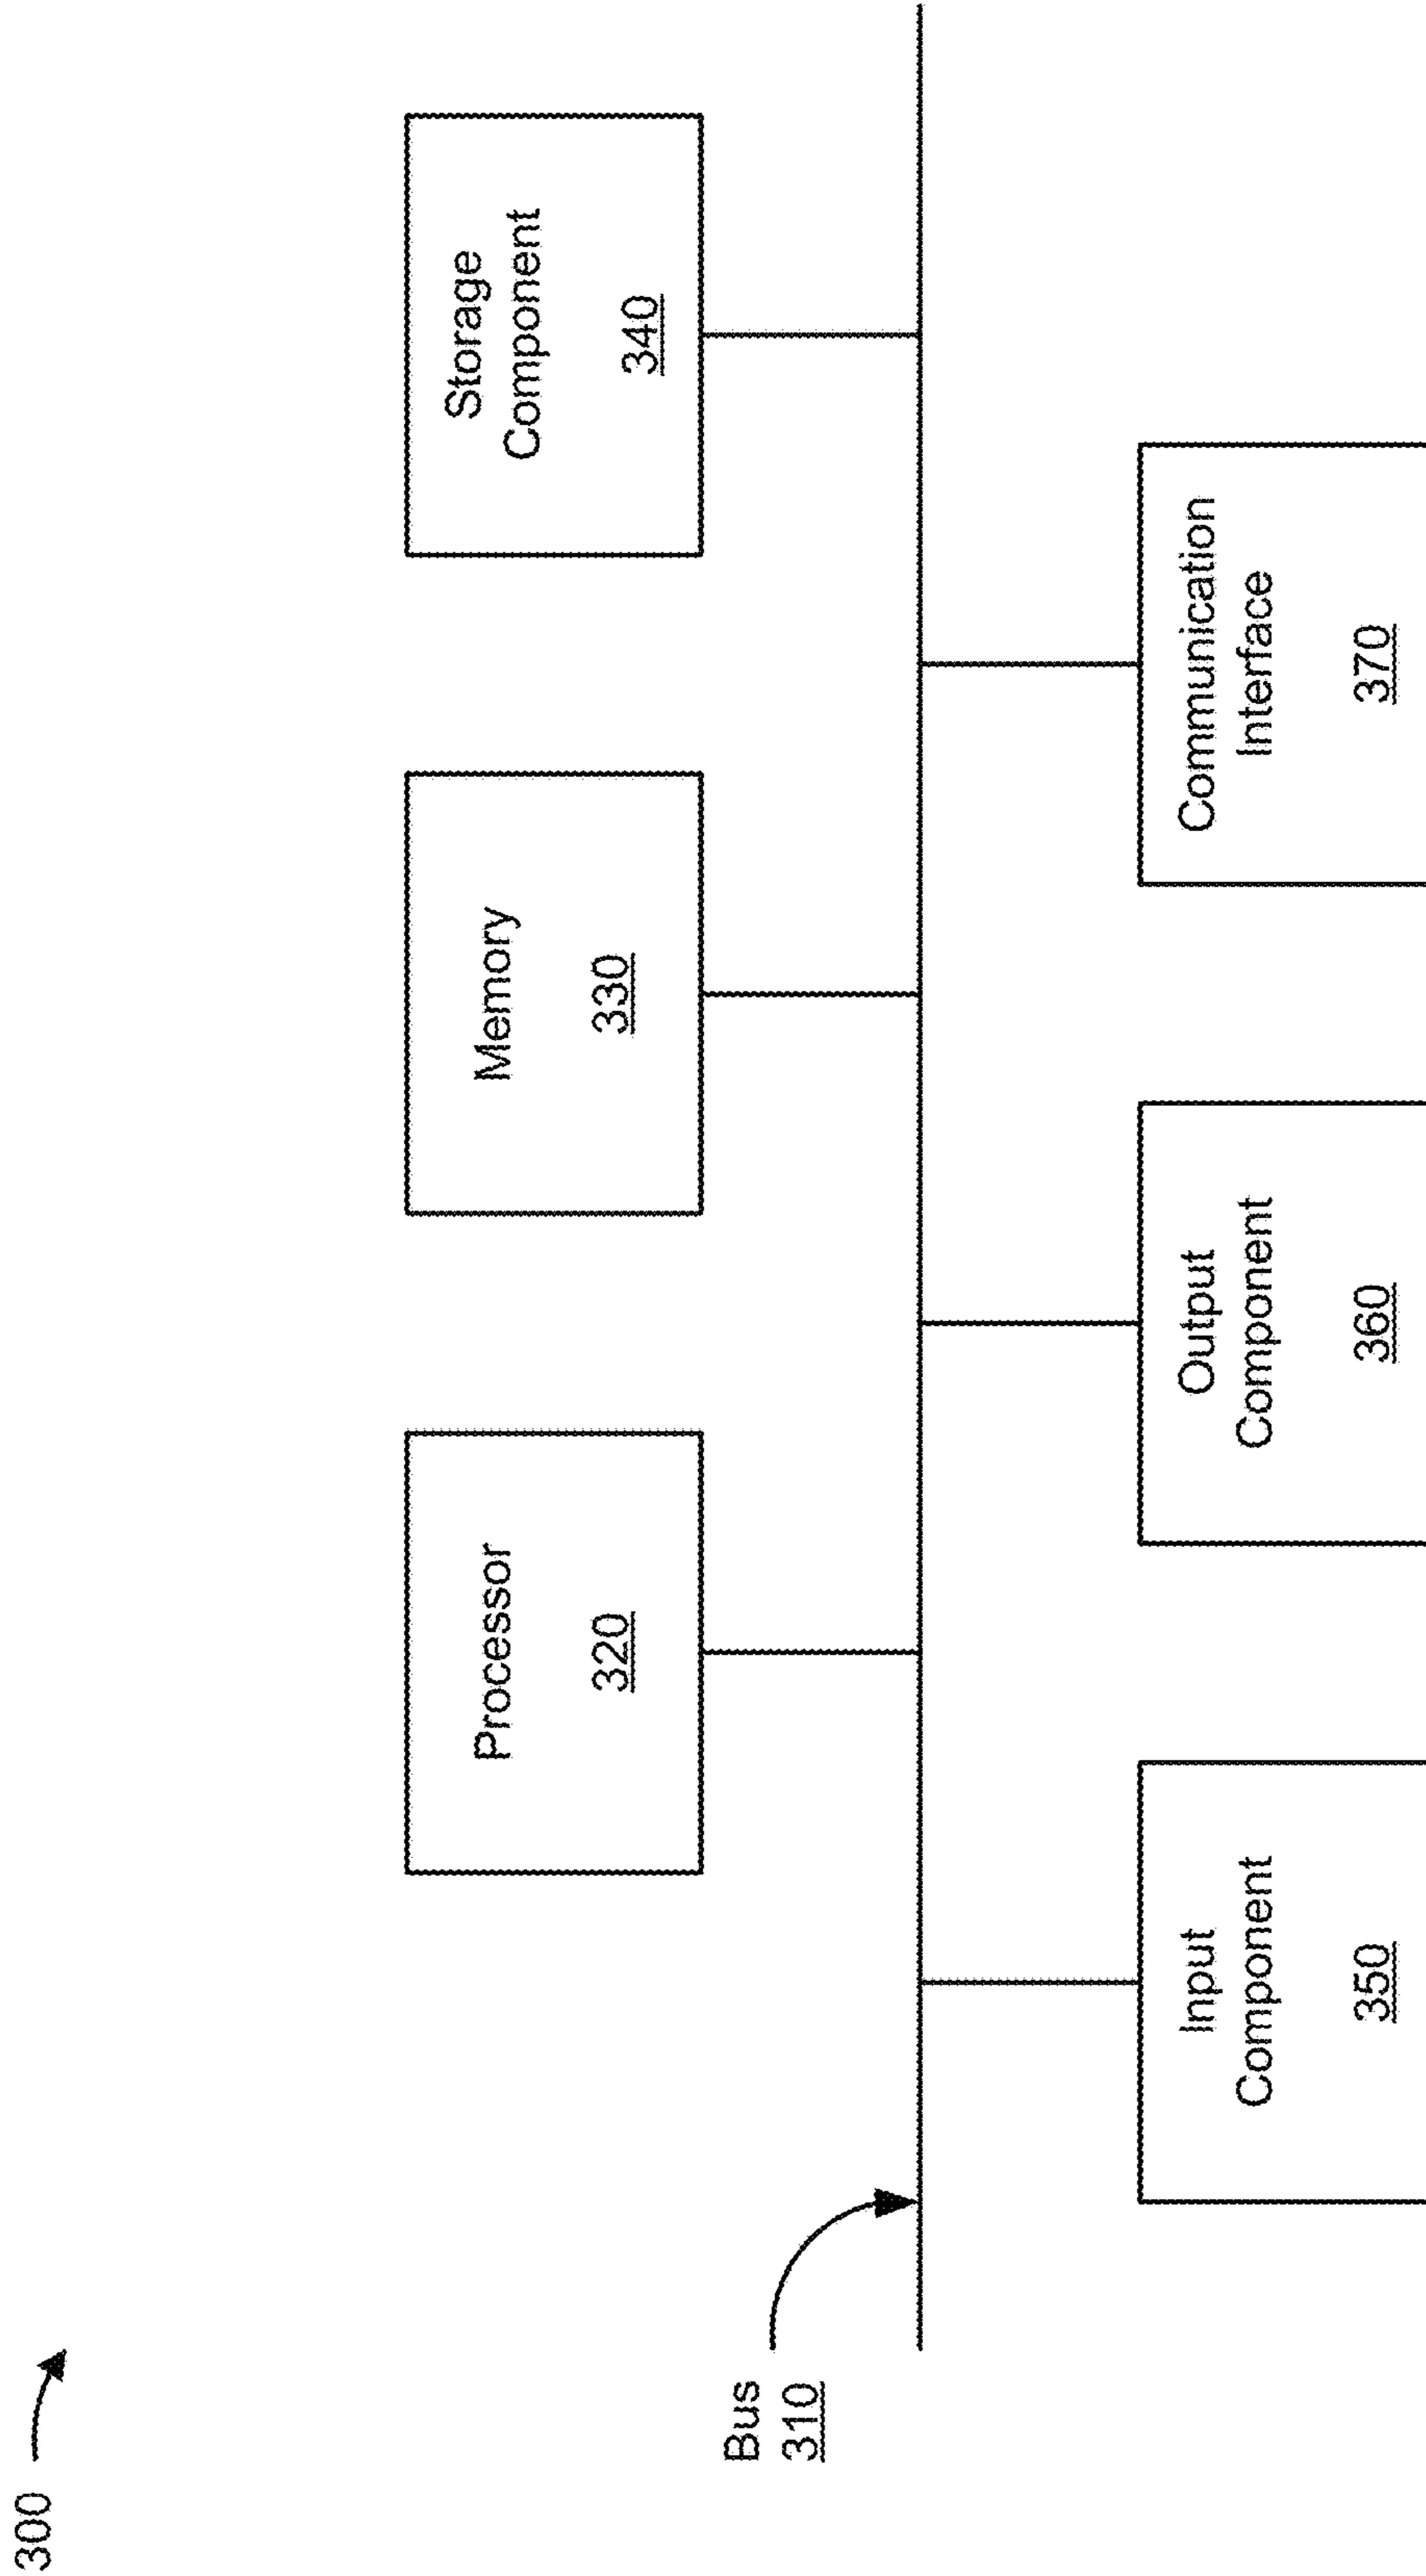 300
Processor
320
Memory
330
Storage
Component
340
Bus
310
Input
Component
350
Output
Component
360
Communication
Interface
370